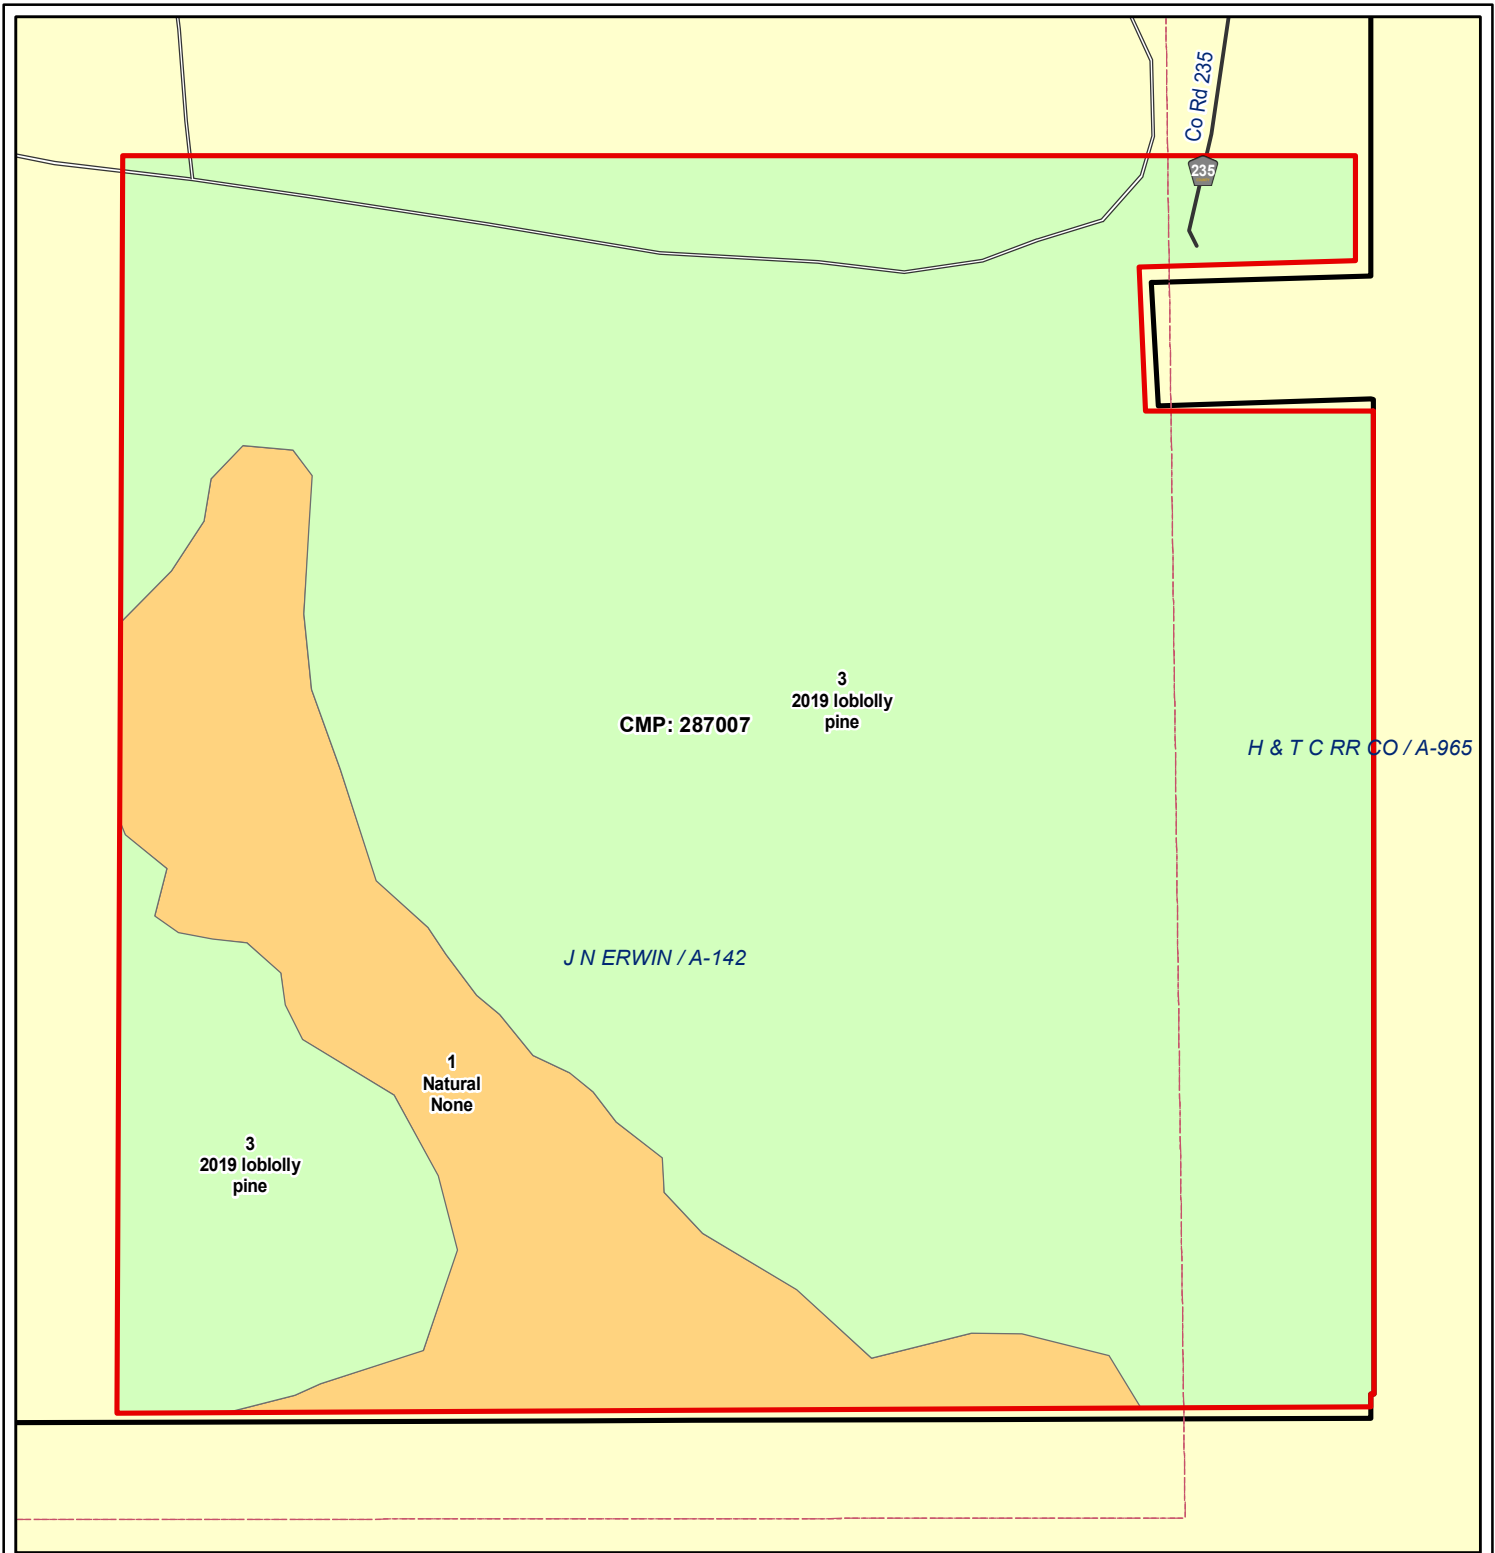 Co Rd 235
235
3
2019 loblolly
pine
CMP: 287007
H & T C RR CO / A-965
J N ERWIN / A-142
1
Natural
None
3
2019 loblolly
pine